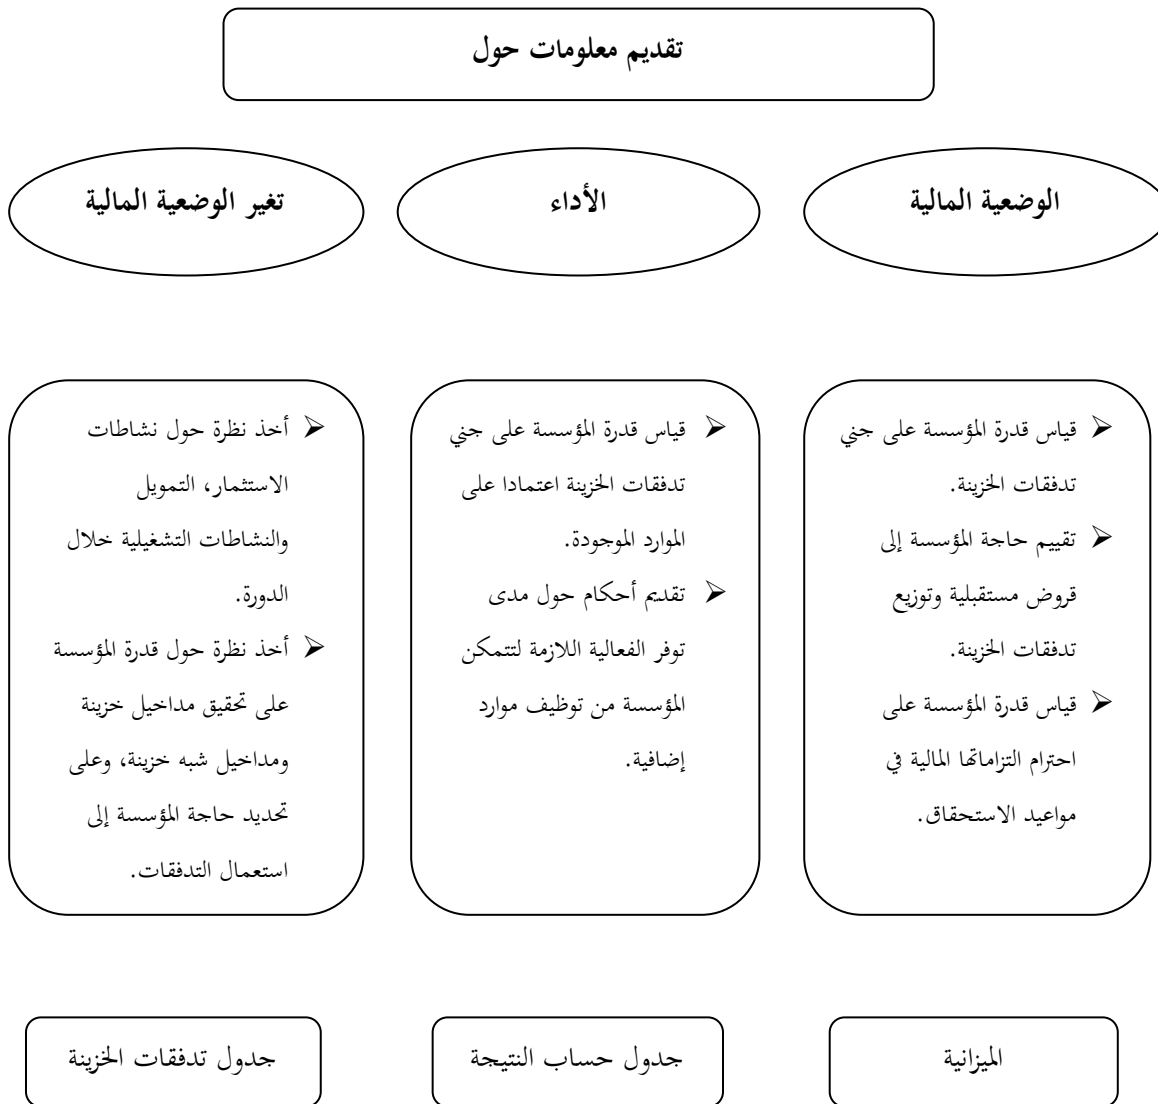 تقديم معلومات حول
الوضعية المالية
الأداء
تغير الوضعية المالية
➢ قياس قدرة المؤسسة على جني
تدفقات الخزينة.
➢ تقييم حاجة المؤسسة إلى
قروض مستقبلية وتوزيع
تدفقات الخزينة.
➢ قياس قدرة المؤسسة على
احترام التزاماتها المالية في
مواعيد الاستحقاق.
➢ قياس قدرة المؤسسة على جني
تدفقات الخزينة اعتمادا على
الموارد الموجودة.
➢ تقديم أحكام حول مدى
توفر الفعالية اللازمة لتتمكن
المؤسسة من توظيف موارد
إضافية.
➢ أخذ نظرة حول نشاطات
الاستثمار، التمويل
والنشاطات التشغيلية خلال
الدورة.
➢ أخذ نظرة حول قدرة المؤسسة
على تحقيق مداخيل خزينة
ومداخيل شبه خزينة، وعلى
تحديد حاجة المؤسسة إلى
استعمال التدفقات.
الميزانية
جدول حساب النتيجة
جدول تدفقات الخزينة